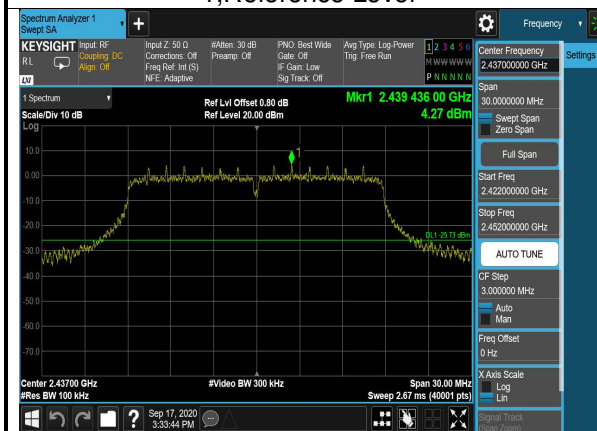 1,Reference Level
Spectrum Analyzer 1
Swept SA
Frequency
KEYSIGHT
RL
LXI
Input: RF
Coupling: DC
Align: Off
Input Z: 50 Ω
Corrections: Off
Freq Ref: Int (S)
NFE: Adaptive
#Atten: 30 dB
Preamp: Off
PNO: Best Wide
Gate: Off
IF Gain: Low
Sig Track: Off
Avg Type: Log-Power
Trig: Free Run
1 2 3 4 5 6
M W W W W W
P N N N N N
1 Spectrum
Scale/Div 10 dB
Log
Ref Lvl Offset 0.80 dB
Ref Level 20.00 dBm
Mkr1 2.439 436 00 GHz
4.27 dBm
1
10.0
0.00
-10.0
-20.0
-30.0
-40.0
-50.0
-60.0
-70.0
DL1 -25.73 dBm
Center 2.43700 GHz
#Res BW 100 kHz
#Video BW 300 kHz
Span 30.00 MHz
Sweep 2.67 ms (40001 pts)
Center Frequency
2.437000000 GHz
Settings
Span
30.0000000 MHz
Swept Span
Zero Span
Full Span
Start Freq
2.422000000 GHz
Stop Freq
2.452000000 GHz
AUTO TUNE
CF Step
3.000000 MHz
Auto
Man
Freq Offset
0 Hz
X Axis Scale
Log
Lin
Signal Track
(Span Zoom)
?
Sep 17, 2020
3:33:44 PM